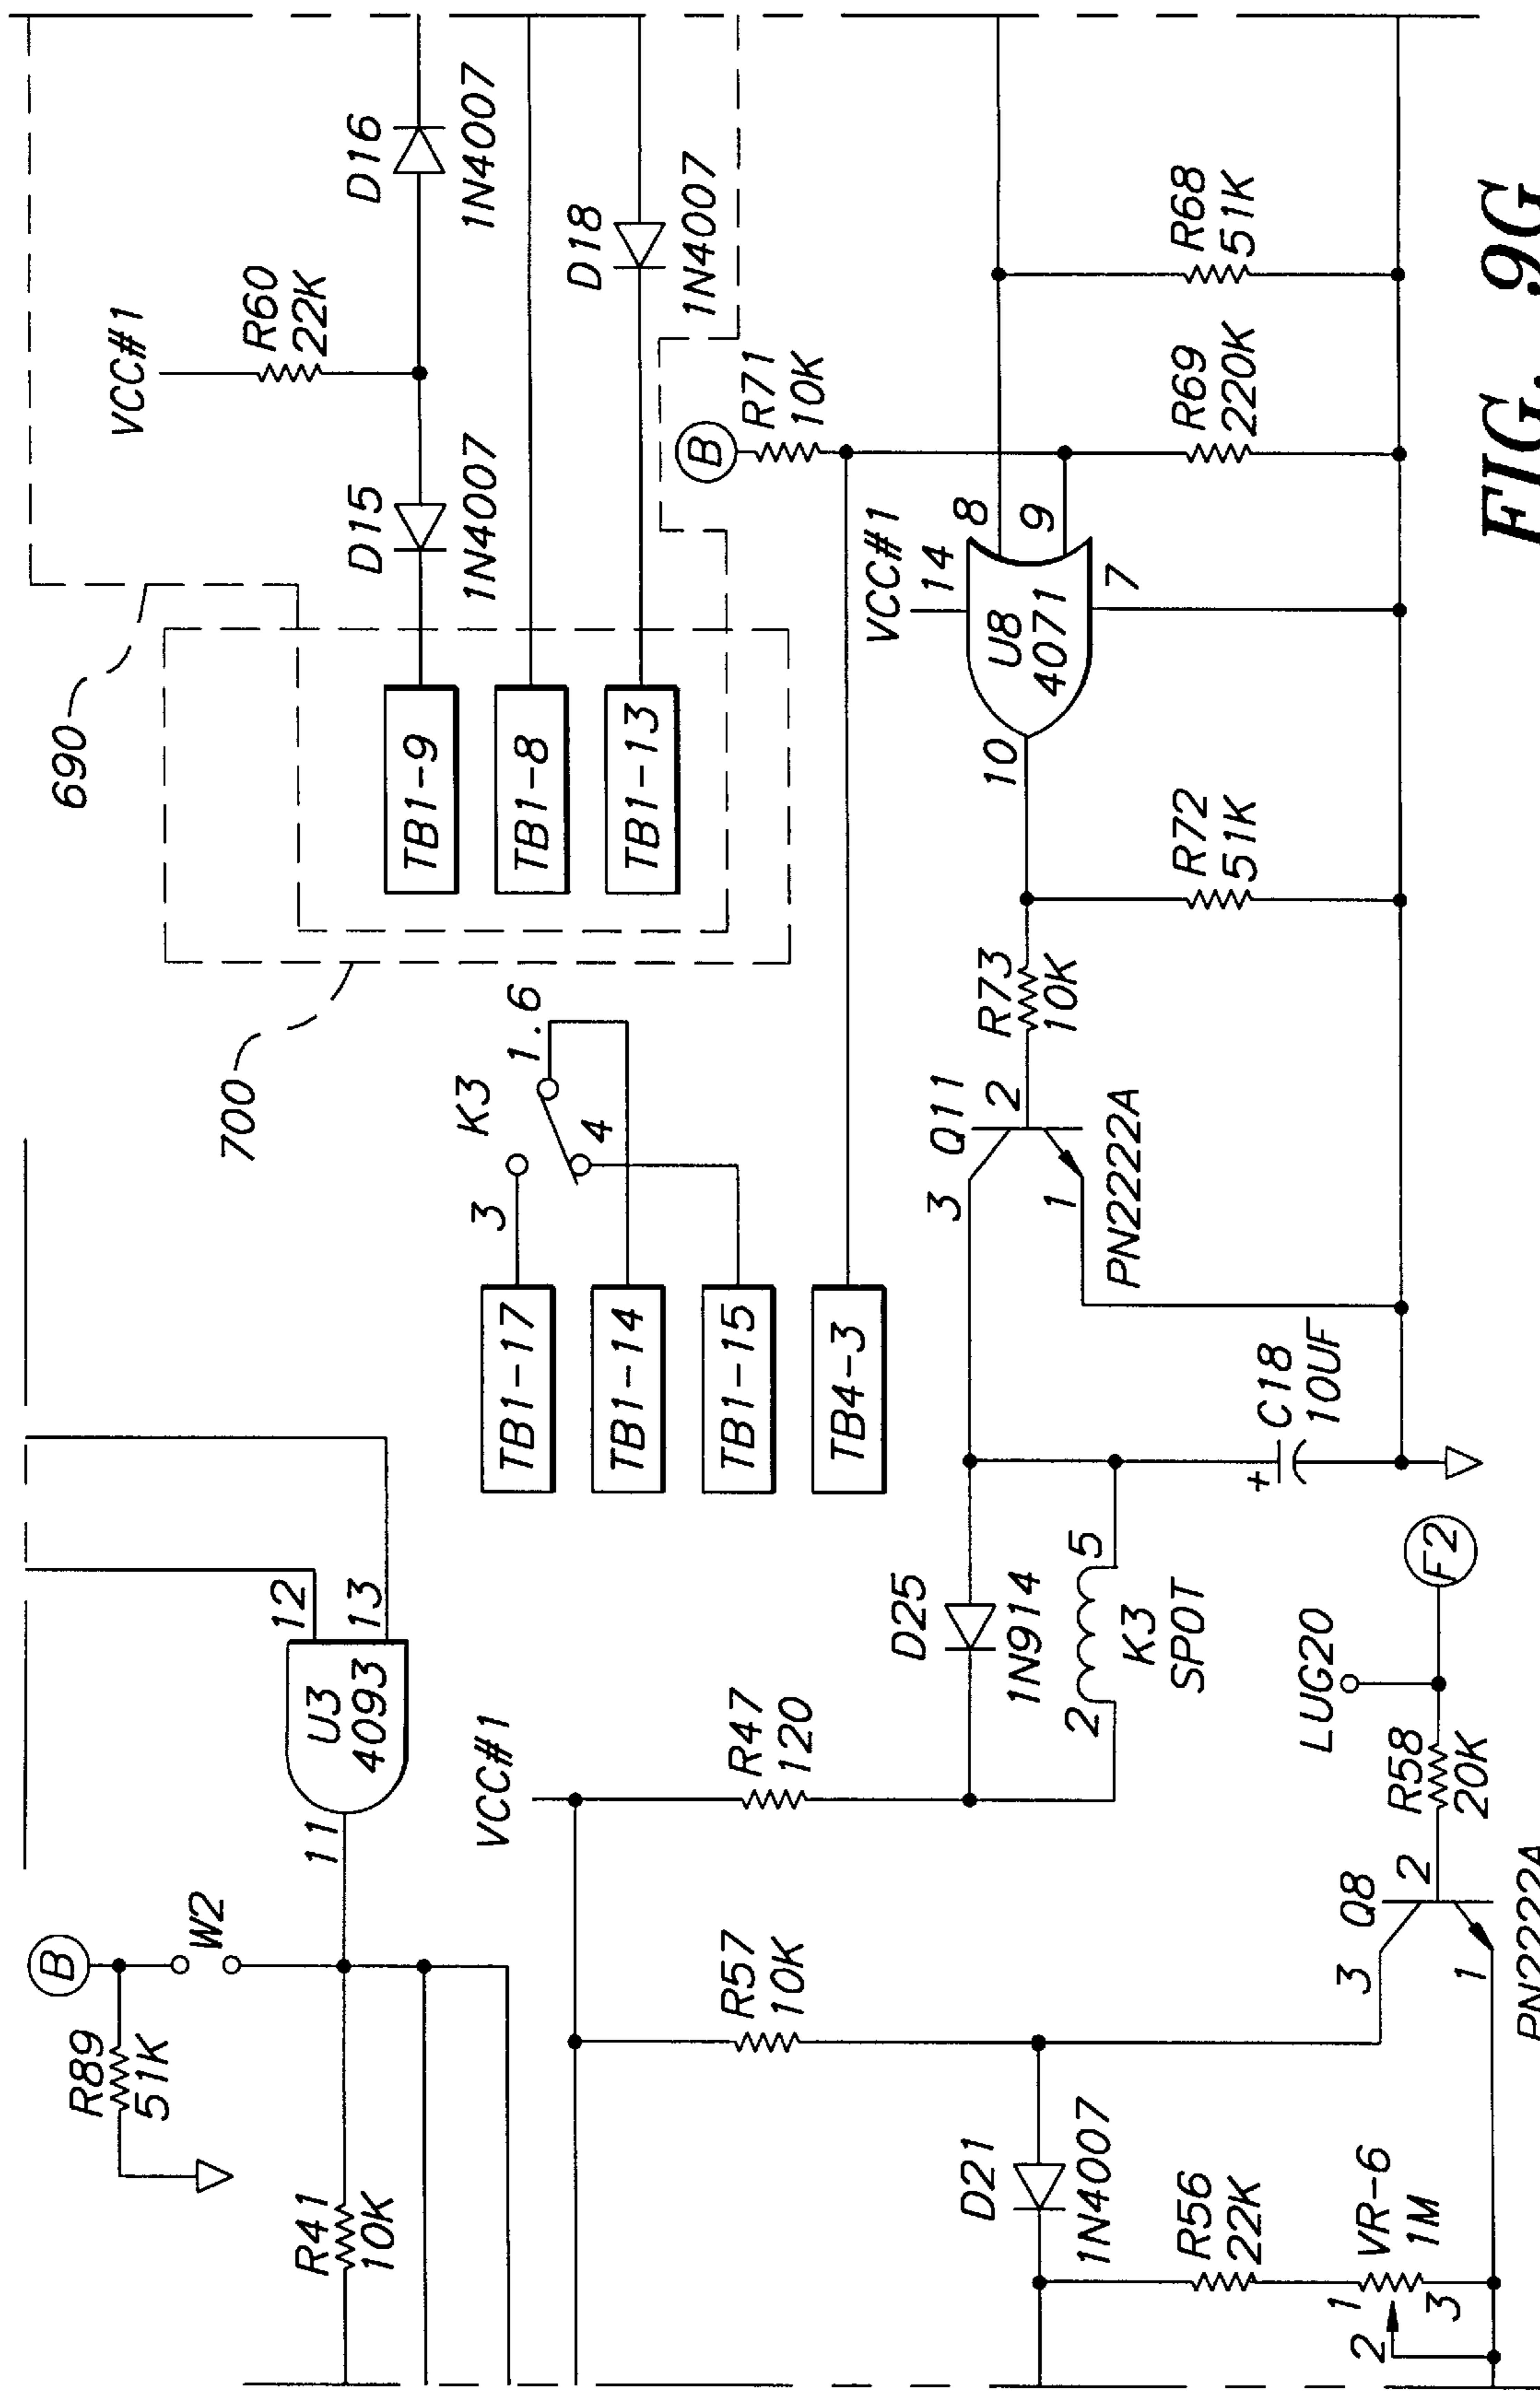 R89
51K
B
W2
R41
10K
11
U3
4093
12
13
690
700
VCC#1
R60
22K
D15
1N4007
D16
1N4007
TB1-9
TB1-8
TB1-13
D18
1N4007
VCC#1
K3
3
1.6
4
TB1-17
TB1-14
TB1-15
TB4-3
B
R71
10K
R57
10K
R47
120
D25
1N914
2
5
K3
SPOT
3
Q11
2
1
PN2222A
R73
10K
10
VCC#1
14
U8
4071
8
9
7
D21
1N4007
R56
22K
VR-6
1M
1
2
3
Q8
3
2
1
PN2222A
R58
20K
LUG20
F2
+
C18
10UF
R72
51K
R69
220K
R68
51K
FIG. 9G